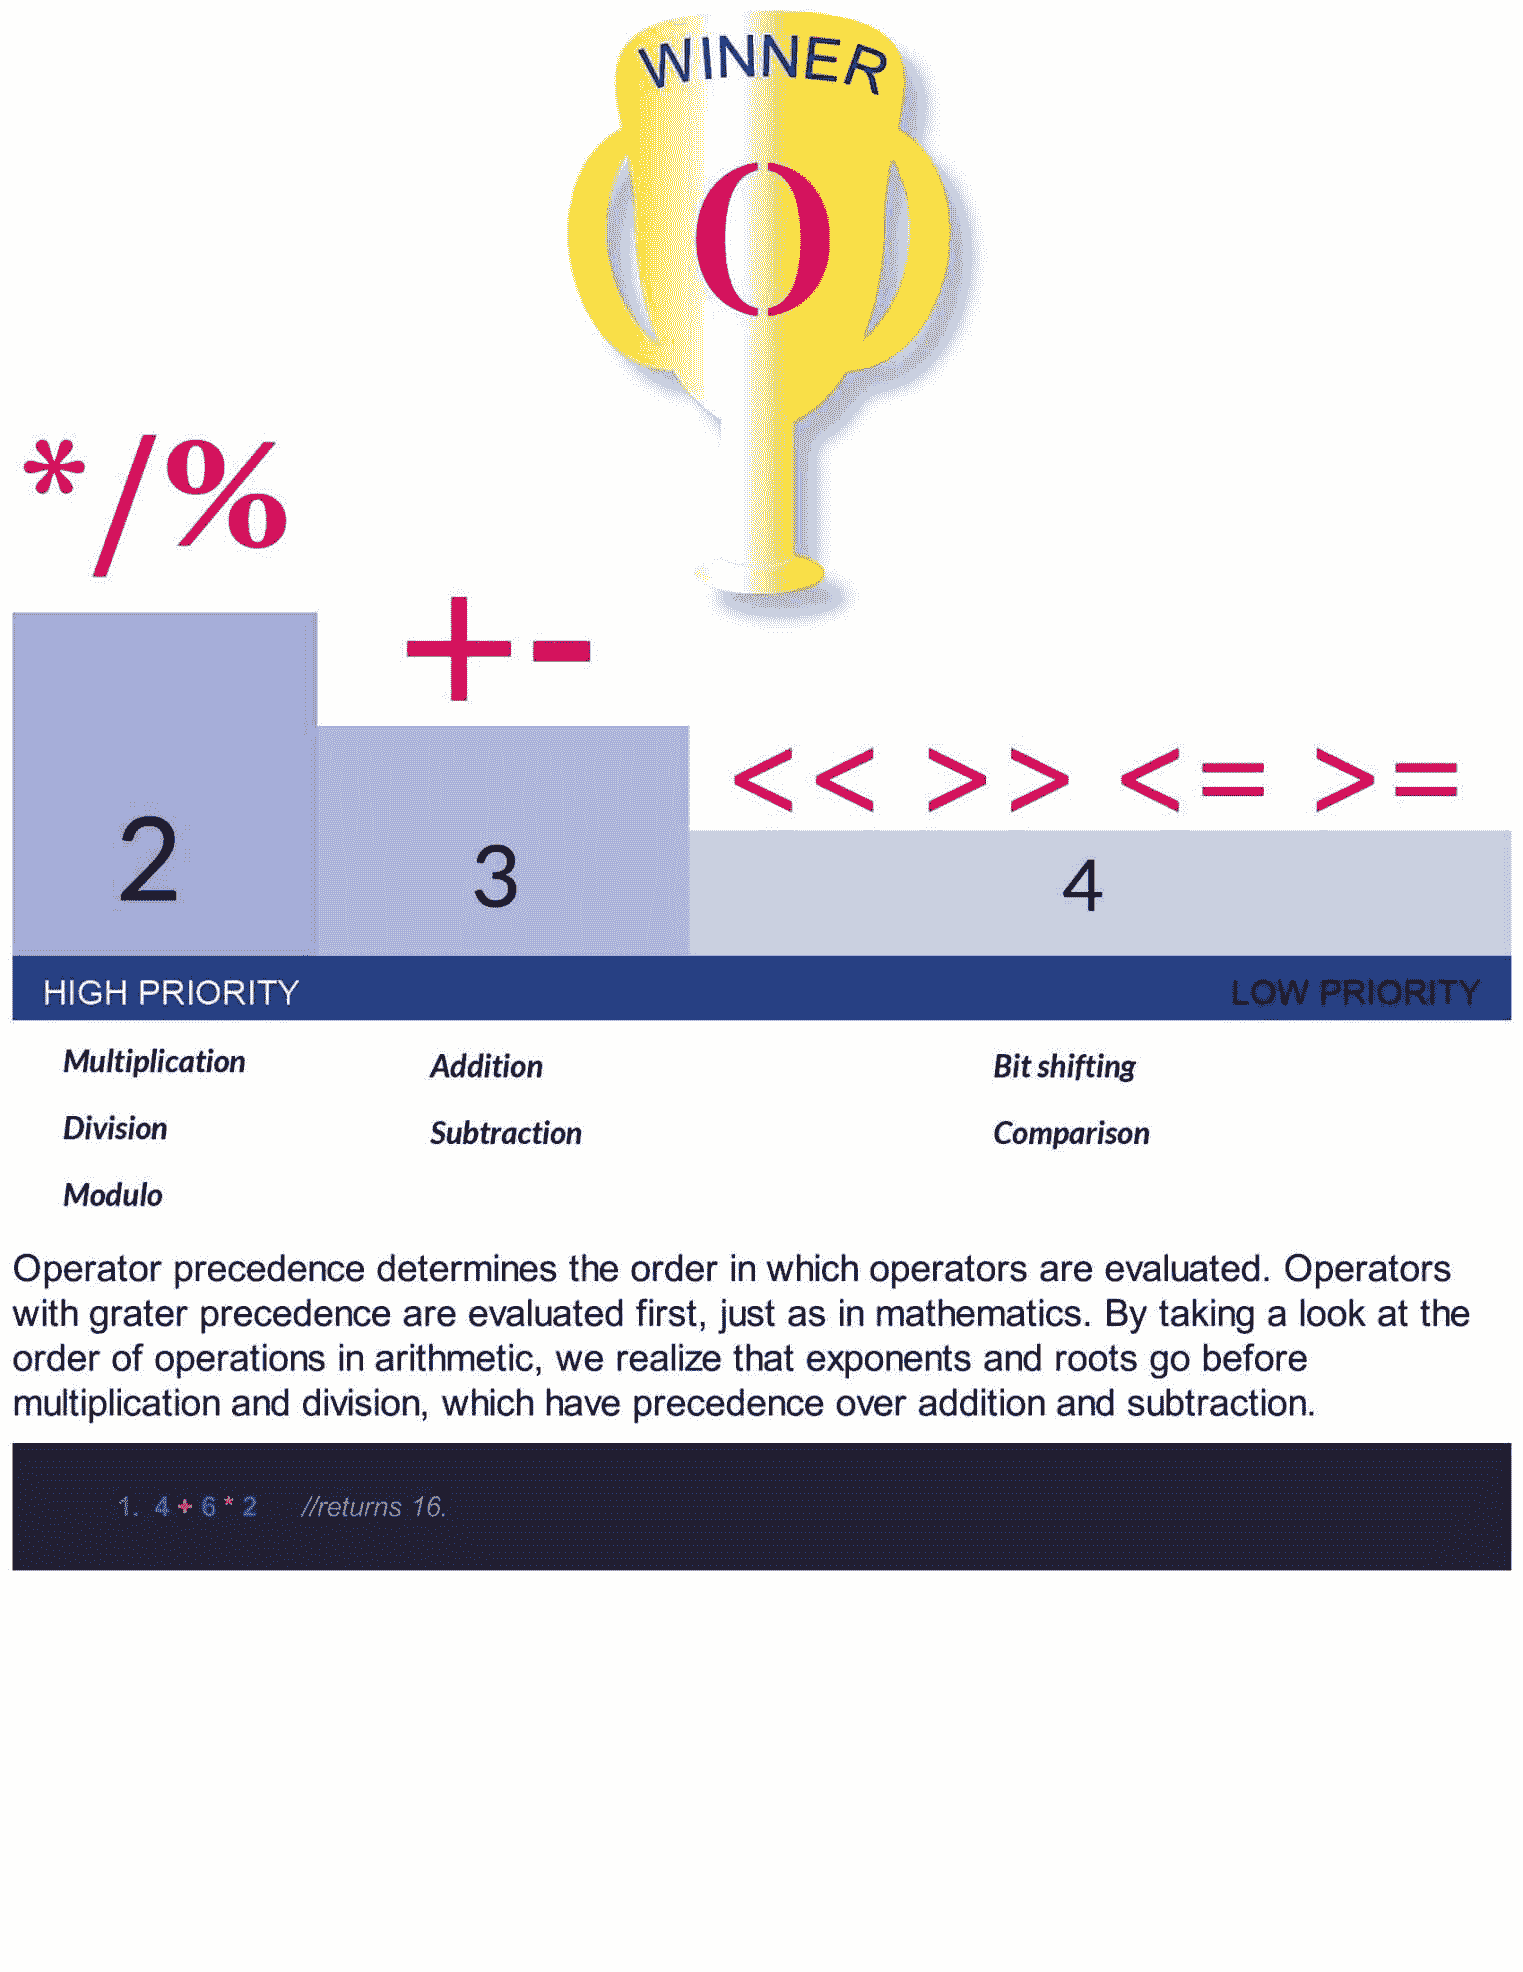 WINNER
()
*/%
+-
<< >> <= >=
2
3
4
HIGH PRIORITY LOW PRIORITY
Multiplication Addition Bit shifting
Division Subtraction Comparison
Modulo
Operator precedence determines the order in which operators are evaluated. Operators
with grater precedence are evaluated first, just as in mathematics. By taking a look at the
order of operations in arithmetic, we realize that exponents and roots go before
multiplication and division, which have precedence over addition and subtraction.
1. 4 + 6 * 2 //returns 16.